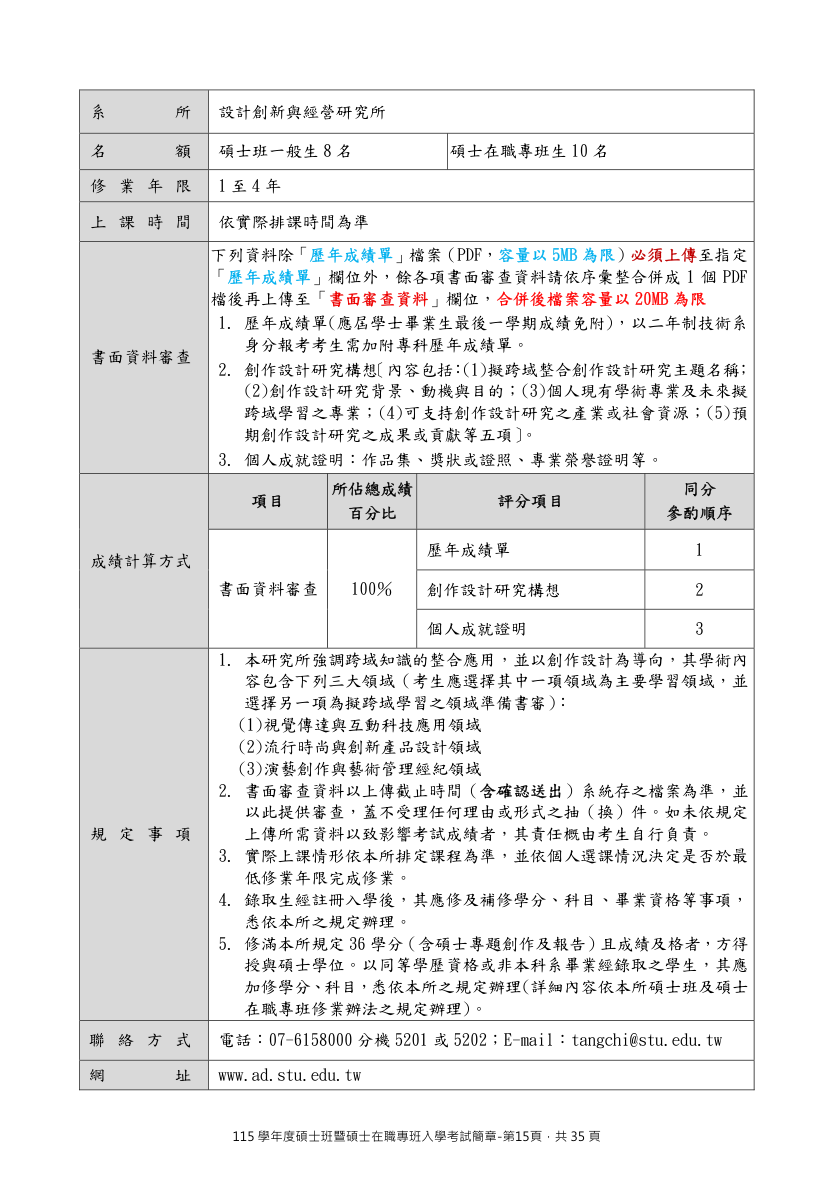 系所 設計創新與經營研究所
名額 碩士班一般生 8 名 碩士在職專班生 10 名
修業年限 1 至 4 年
上課時間 依實際排課時間為準
書面資料審查
下列資料除「歷年成績單」檔案(PDF,容量以 5MB 為限)必須上傳至指定
「歷年成績單」欄位外,餘各項書面審查資料請依序彙整合併成 1 個 PDF
檔後再上傳至「書面審查資料」欄位,合併後檔案容量以 20MB 為限
1. 歷年成績單(應屆學士畢業生最後一學期成績免附),以二年制技術系
身分報考考生需加附專科歷年成績單。
2. 創作設計研究構想〔內容包括:(1)擬跨域整合創作設計研究主題名稱;
(2)創作設計研究背景、動機與目的;(3)個人現有學術專業及未來擬
跨域學習之專業;(4)可支持創作設計研究之產業或社會資源;(5)預
期創作設計研究之成果或貢獻等五項〕。
3. 個人成就證明:作品集、獎狀或證照、專業榮譽證明等。
成績計算方式
項目 所佔總成績百分比 評分項目 同分參酌順序
書面資料審查 100% 歷年成績單 1
創作設計研究構想 2
個人成就證明 3
規定事項
1. 本研究所強調跨域知識的整合應用,並以創作設計為導向,其學術內
容包含下列三大領域(考生應選擇其中一項領域為主要學習領域,並
選擇另一項為擬跨域學習之領域準備書審):
(1)視覺傳達與互動科技應用領域
(2)流行時尚與創新產品設計領域
(3)演藝創作與藝術管理經紀領域
2. 書面審查資料以上傳截止時間(含確認送出)系統存之檔案為準,並
以此提供審查,蓋不受理任何理由或形式之抽(換)件。如未依規定
上傳所需資料以致影響考試成績者,其責任概由考生自行負責。
3. 實際上課情形依本所排定課程為準,並依個人選課情況決定是否於最
低修業年限完成修業。
4. 錄取生經註冊入學後,其應修及補修學分、科目、畢業資格等事項,
悉依本所之規定辦理。
5. 修滿本所規定 36 學分(含碩士專題創作及報告)且成績及格者,方得
授與碩士學位。以同等學歷資格或非本科系畢業經錄取之學生,其應
加修學分、科目,悉依本所之規定辦理(詳細內容依本所碩士班及碩士
在職專班修業辦法之規定辦理)。
聯絡方式 電話:07-6158000 分機 5201 或 5202;E-mail:tangchi@stu.edu.tw
網址 www.ad.stu.edu.tw
115 學年度碩士班暨碩士在職專班入學考試簡章-第15頁,共 35 頁